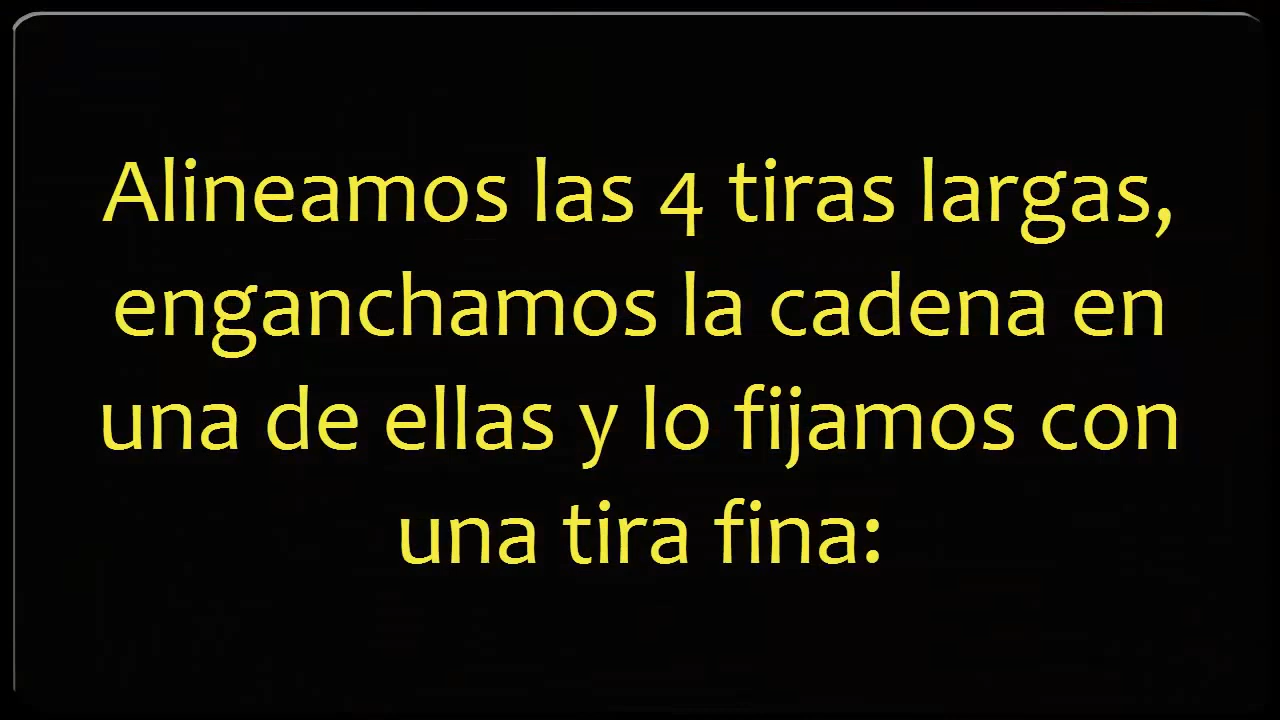 Alineamos las 4 tiras largas,
enganchamos la cadena en
una de ellas y lo fijamos con
una tira fina: